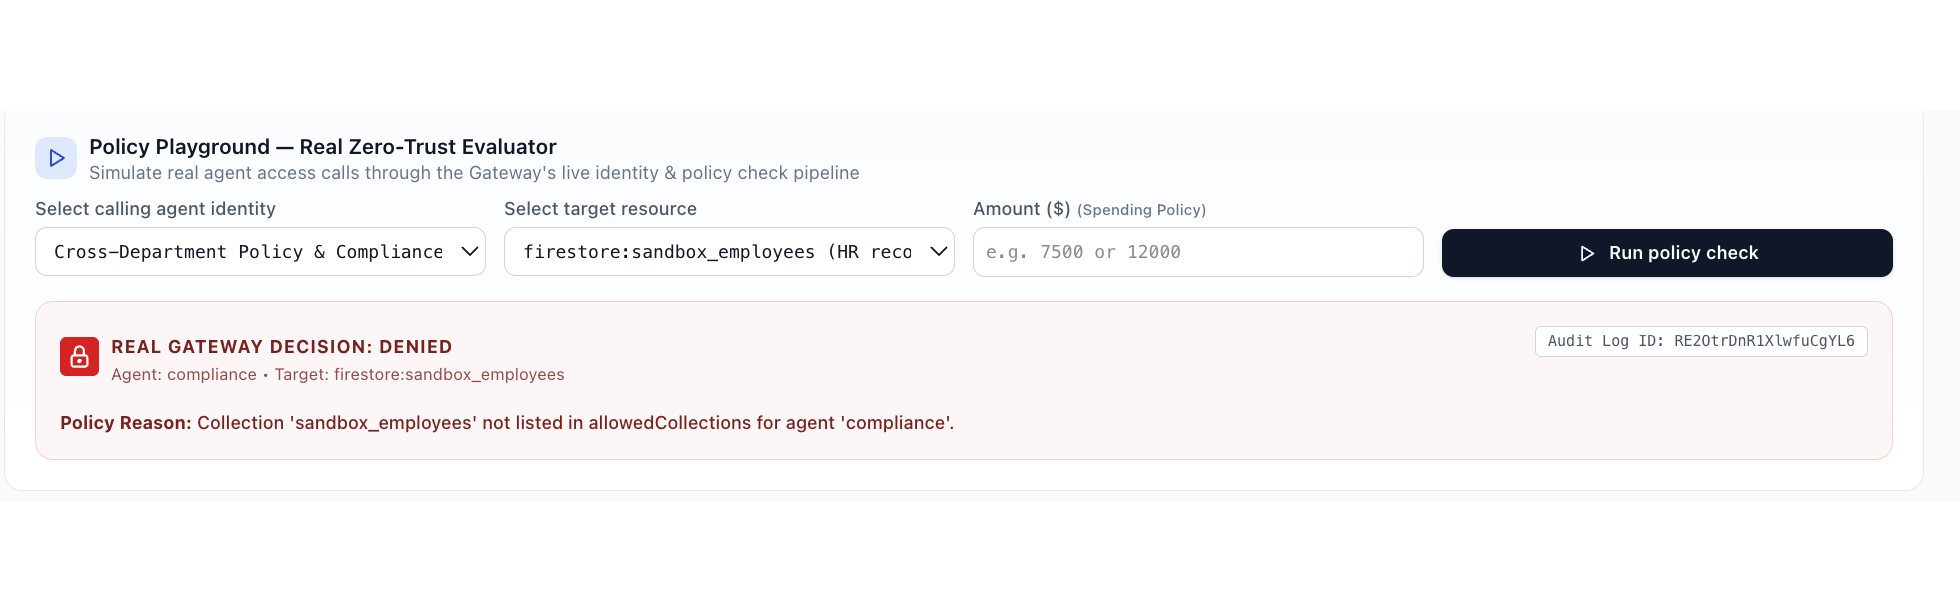 Policy Playground — Real Zero-Trust Evaluator
Simulate real agent access calls through the Gateway's live identity & policy check pipeline
Select calling agent identity
Cross-Department Policy & Compliance
Select target resource
firestore:sandbox_employees (HR reco
Amount ($) (Spending Policy)
e.g. 7500 or 12000
Run policy check
REAL GATEWAY DECISION: DENIED
Agent: compliance • Target: firestore:sandbox_employees
Audit Log ID: RE2OtrDnR1XlwfuCgYL6
Policy Reason: Collection 'sandbox_employees' not listed in allowedCollections for agent 'compliance'.